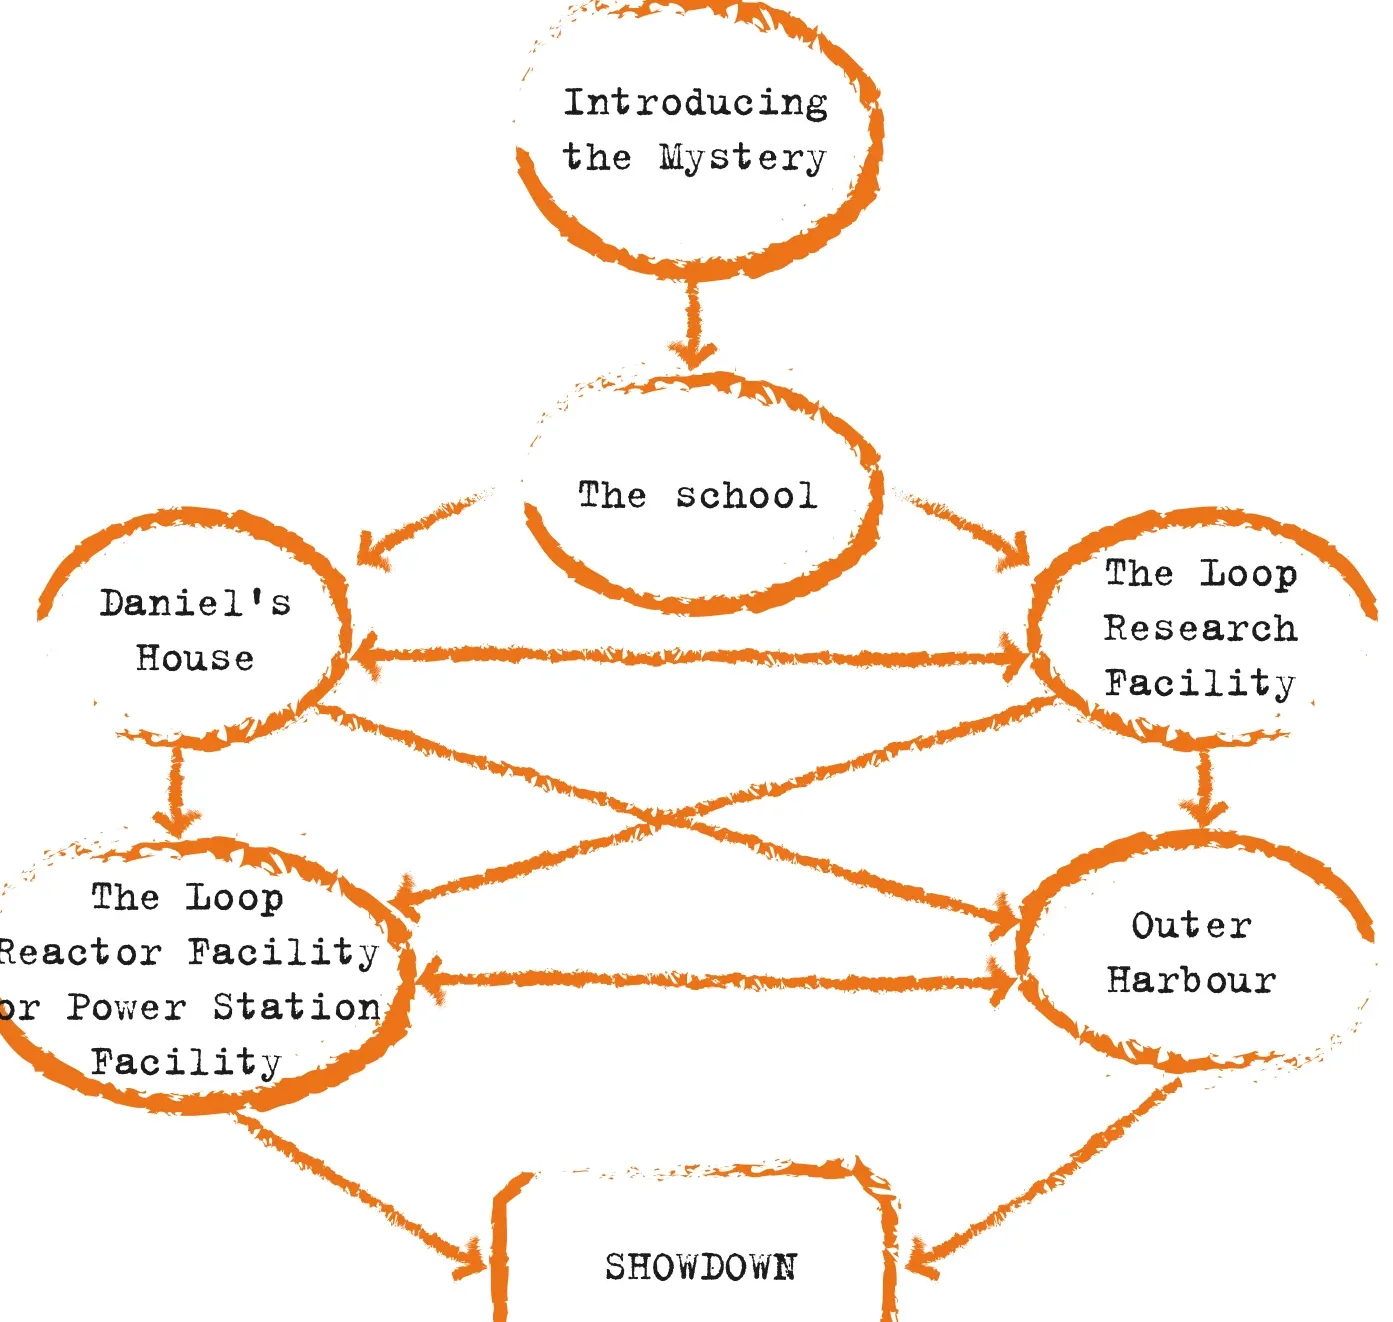 Introducing
the Mystery
The school
Daniel's
House
The Loop
Research
Facility
The Loop
Reactor Facility
or Power Station
Facility
Outer
Harbour
SHOWDOWN